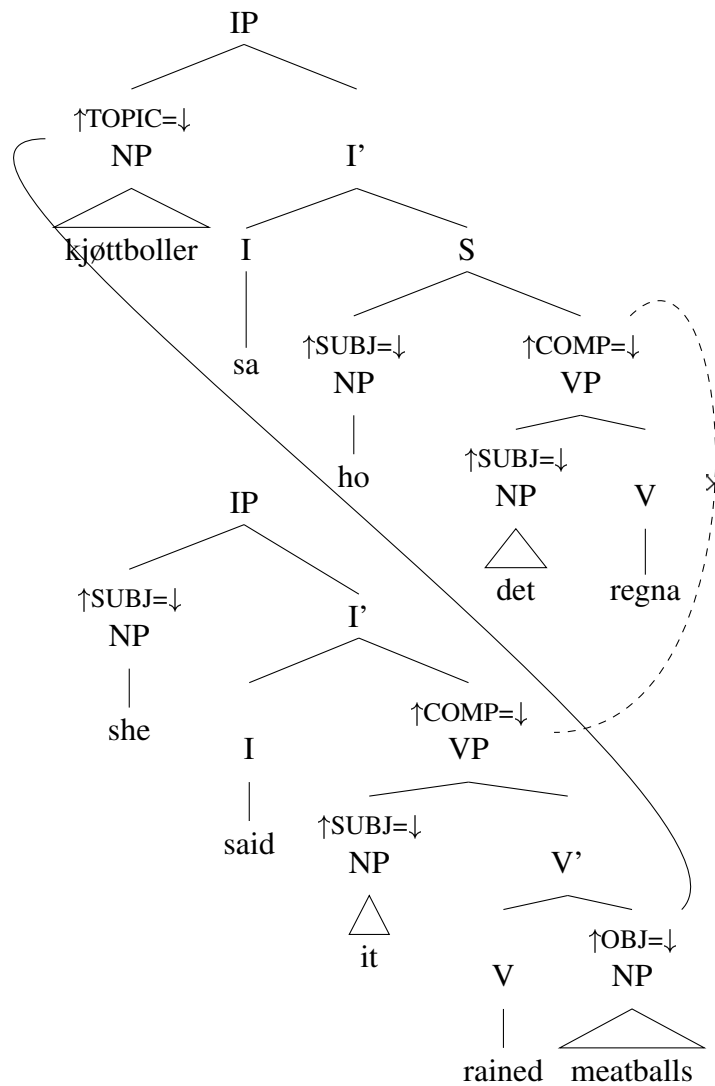 IP
↑TOPIC=↓
NP I'
kjøttboller I S
sa ↑SUBJ=↓ ↑COMP=↓
NP VP
ho ↑SUBJ=↓
NP V
det regna
IP
↑SUBJ=↓
NP I'
she ↑COMP=↓
I VP
said ↑SUBJ=↓
NP V'
it ↑OBJ=↓
V NP
rained meatballs